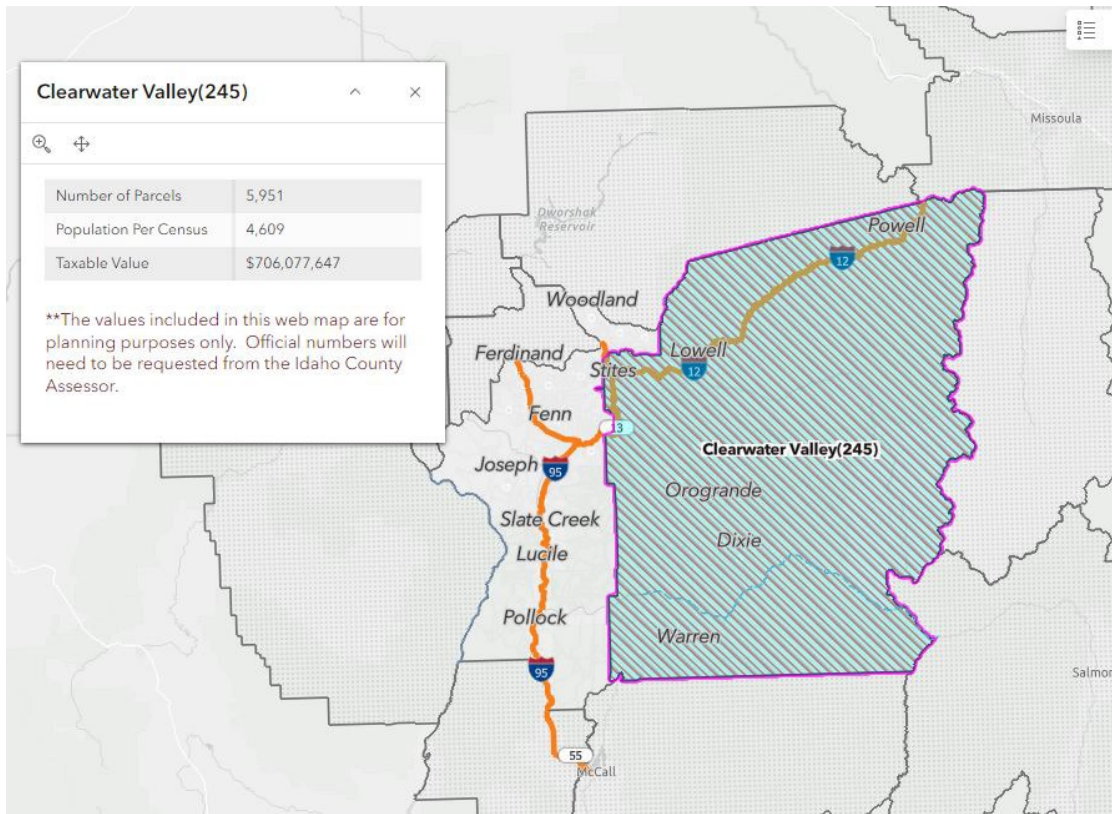 Clearwater Valley(245)
Number of Parcels 5,951
Population Per Census 4,609
Taxable Value $706,077,647
**The values included in this web map are for
planning purposes only. Official numbers will
need to be requested from the Idaho County
Assessor.
Missoula
Dworshak
Reservoir
Powell
12
Woodland
Ferdinand
Lowell
Stites
12
Fenn
13
Clearwater Valley(245)
Joseph
95
Orogrande
Slate Creek
Dixie
Lucile
Pollock
Warren
95
Salmon
55
McCall